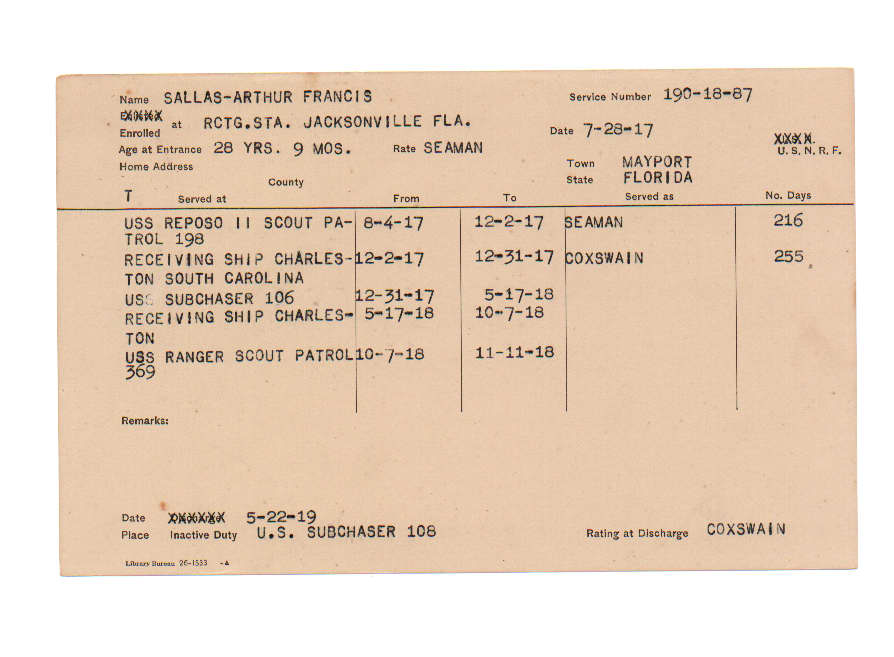 Name SALLAS-ARTHUR FRANCIS Service Number 190-18-87
Enrolled at RCTG.STA. JACKSONVILLE FLA. Date 7-28-17 U. S. N. R. F.
Age at Entrance 28 YRS. 9 MOS. Rate SEAMAN Town MAYPORT
Home Address State FLORIDA
County
T Served at From To Served as No. Days
USS REPOSO II SCOUT PA- 8-4-17 12-2-17 SEAMAN 216
TROL 198
RECEIVING SHIP CHARLES- 12-2-17 12-31-17 COXSWAIN 255
TON SOUTH CAROLINA
USS SUBCHASER 106 12-31-17 5-17-18
RECEIVING SHIP CHARLES- 5-17-18 10-7-18
TON
USS RANGER SCOUT PATROL 10-7-18 11-11-18
369
Remarks:
Date 5-22-19
Place Inactive Duty U.S. SUBCHASER 108 Rating at Discharge COXSWAIN
Library Bureau 26-1533 -A